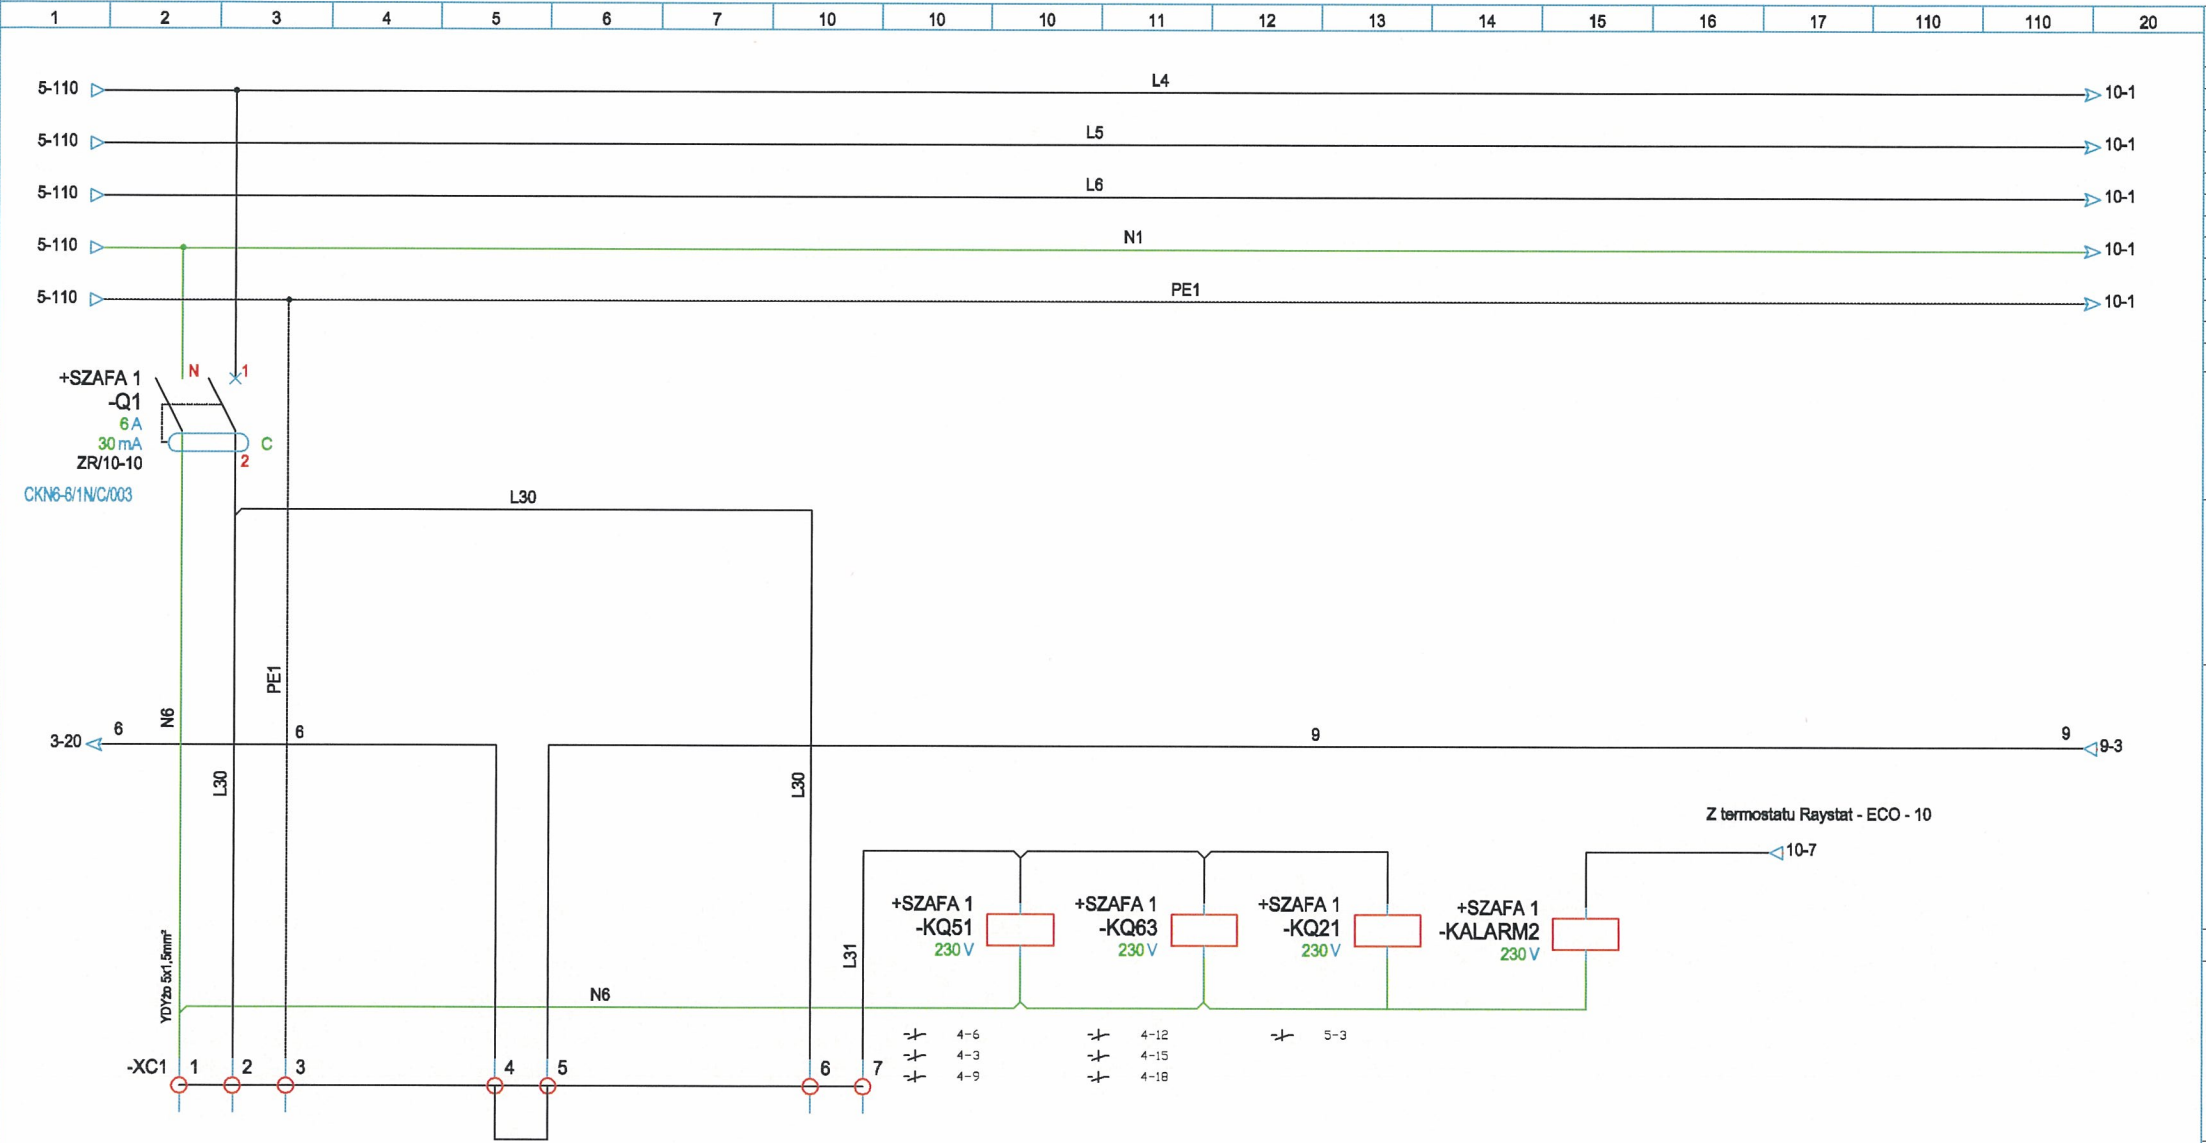 1 2 3 4 5 6 7 10 10 10 11 12 13 14 15 16 17 110 110 20
5-110 L4 10-1
5-110 L5 10-1
5-110 L6 10-1
5-110 N1 10-1
5-110 PE1 10-1
+SZAFA 1 N 1
-Q1
6 A
30 mA C
ZR/10-10 2
CKN6-6/1N/C/003
L30
PE1
N6
3-20 6 6 9 9 9-3
L30 L30
Z termostatu Raystat - ECO - 10
10-7
+SZAFA 1
-KQ51
230 V
+SZAFA 1
-KQ63
230 V
+SZAFA 1
-KQ21
230 V
+SZAFA 1
-KALARM2
230 V
L31
YDYżo 5x1,5mm²
N6
4-6 4-12 5-3
4-3 4-15
4-9 4-18
-XC1 1 2 3 4 5 6 7